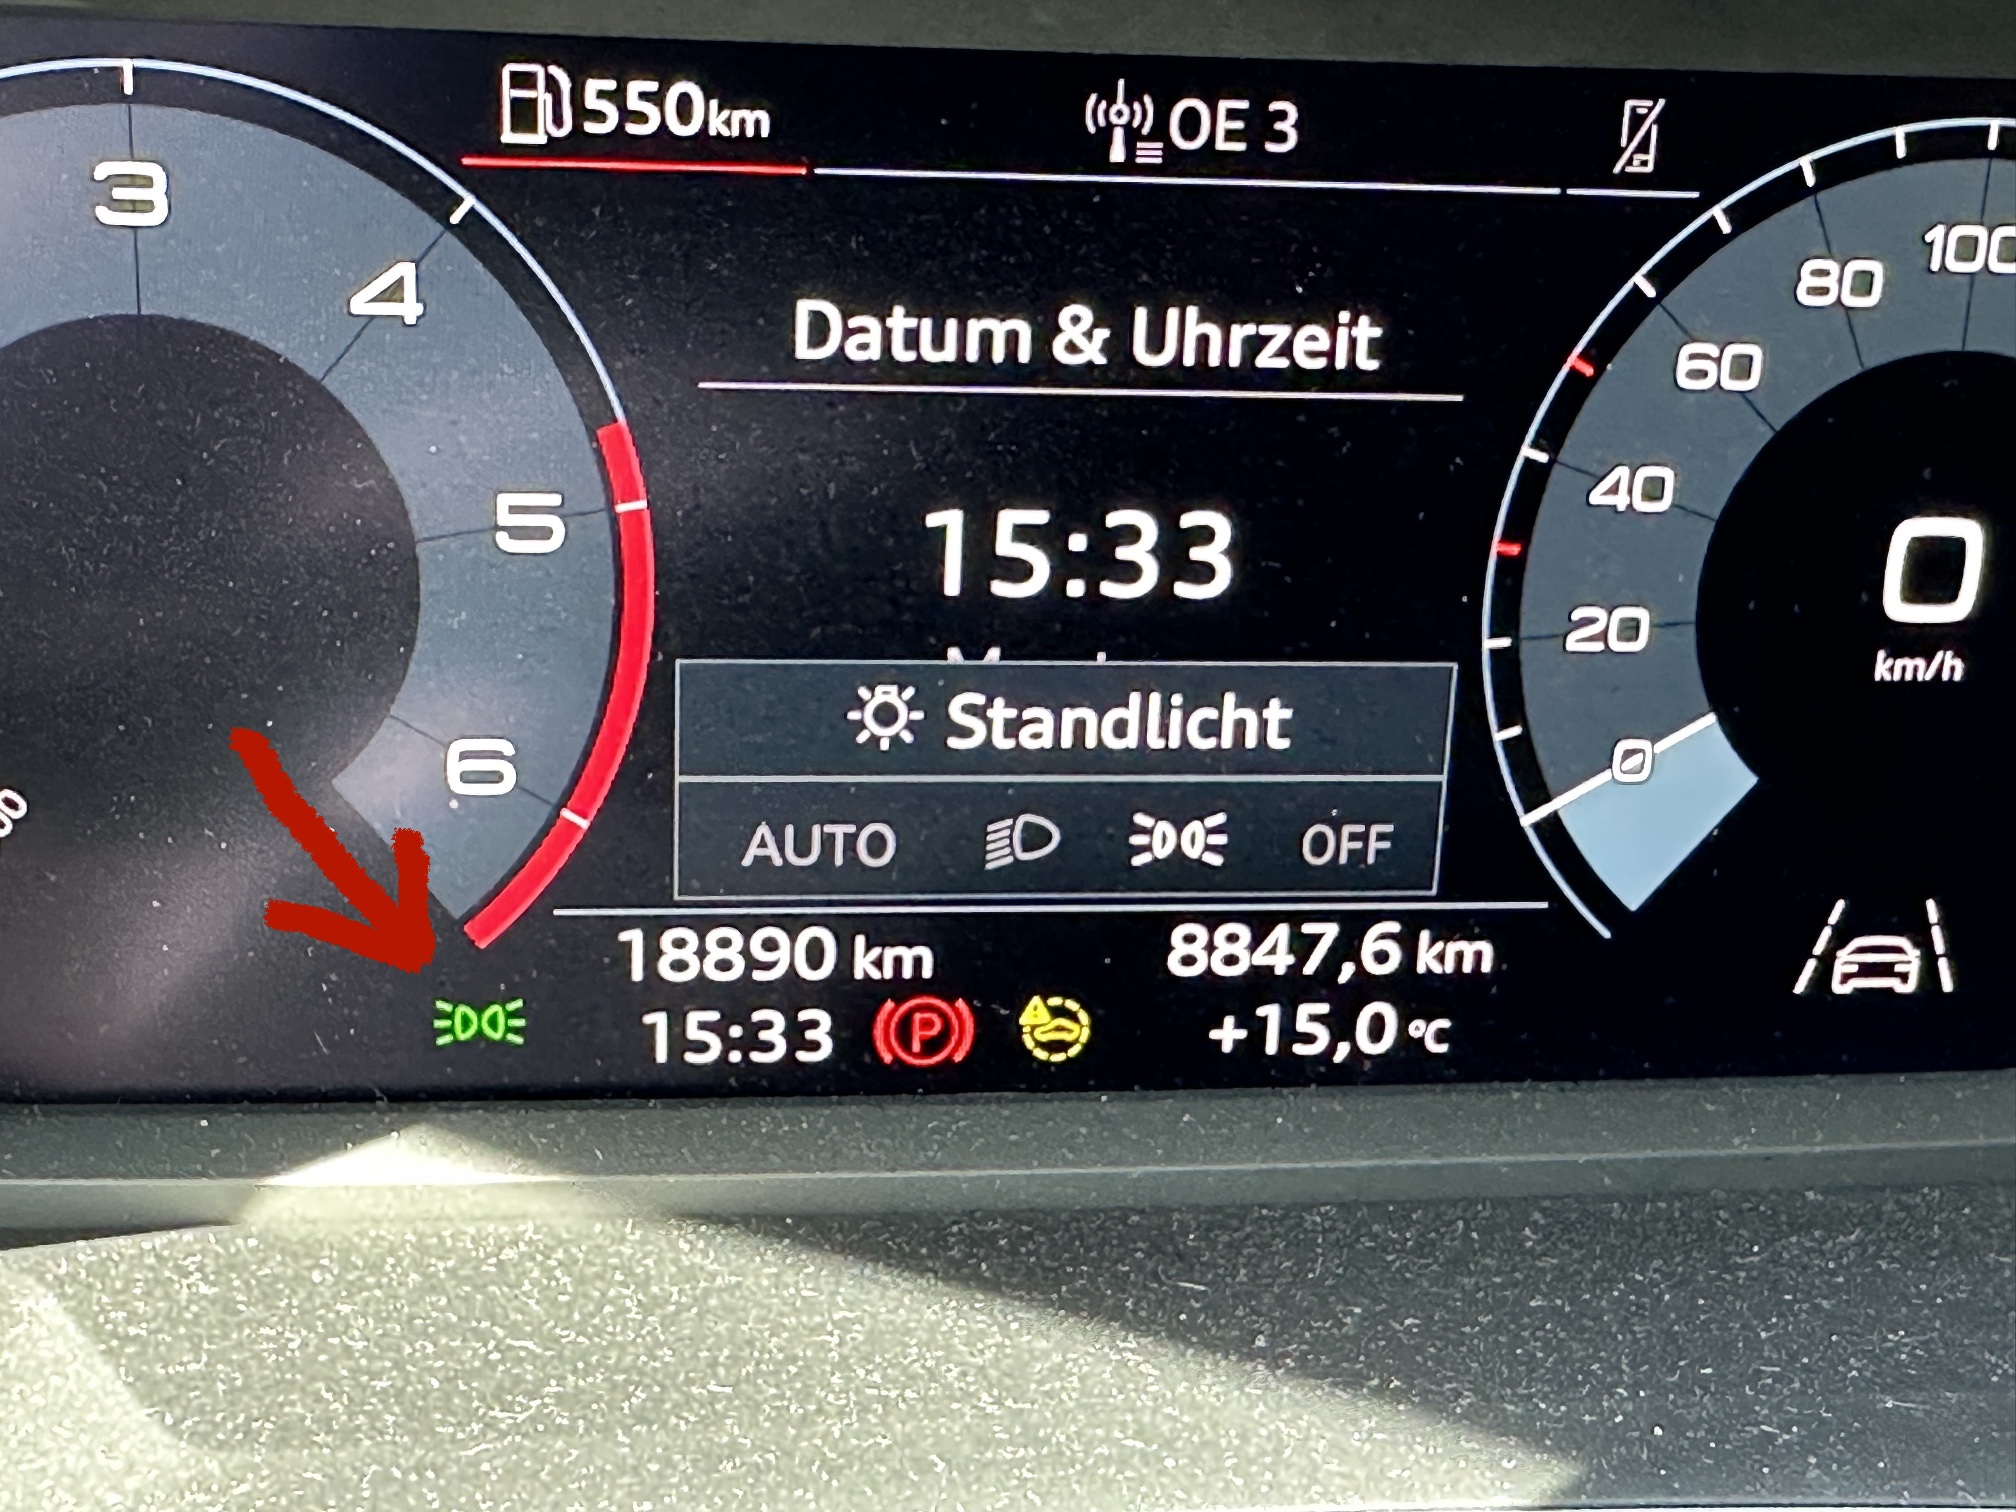 550km
OE 3
3
4
5
6
Datum & Uhrzeit
15:33
Standlicht
AUTO
OFF
18890 km
8847,6 km
15:33
P
+15,0 °C
100
80
60
40
20
0
0
km/h